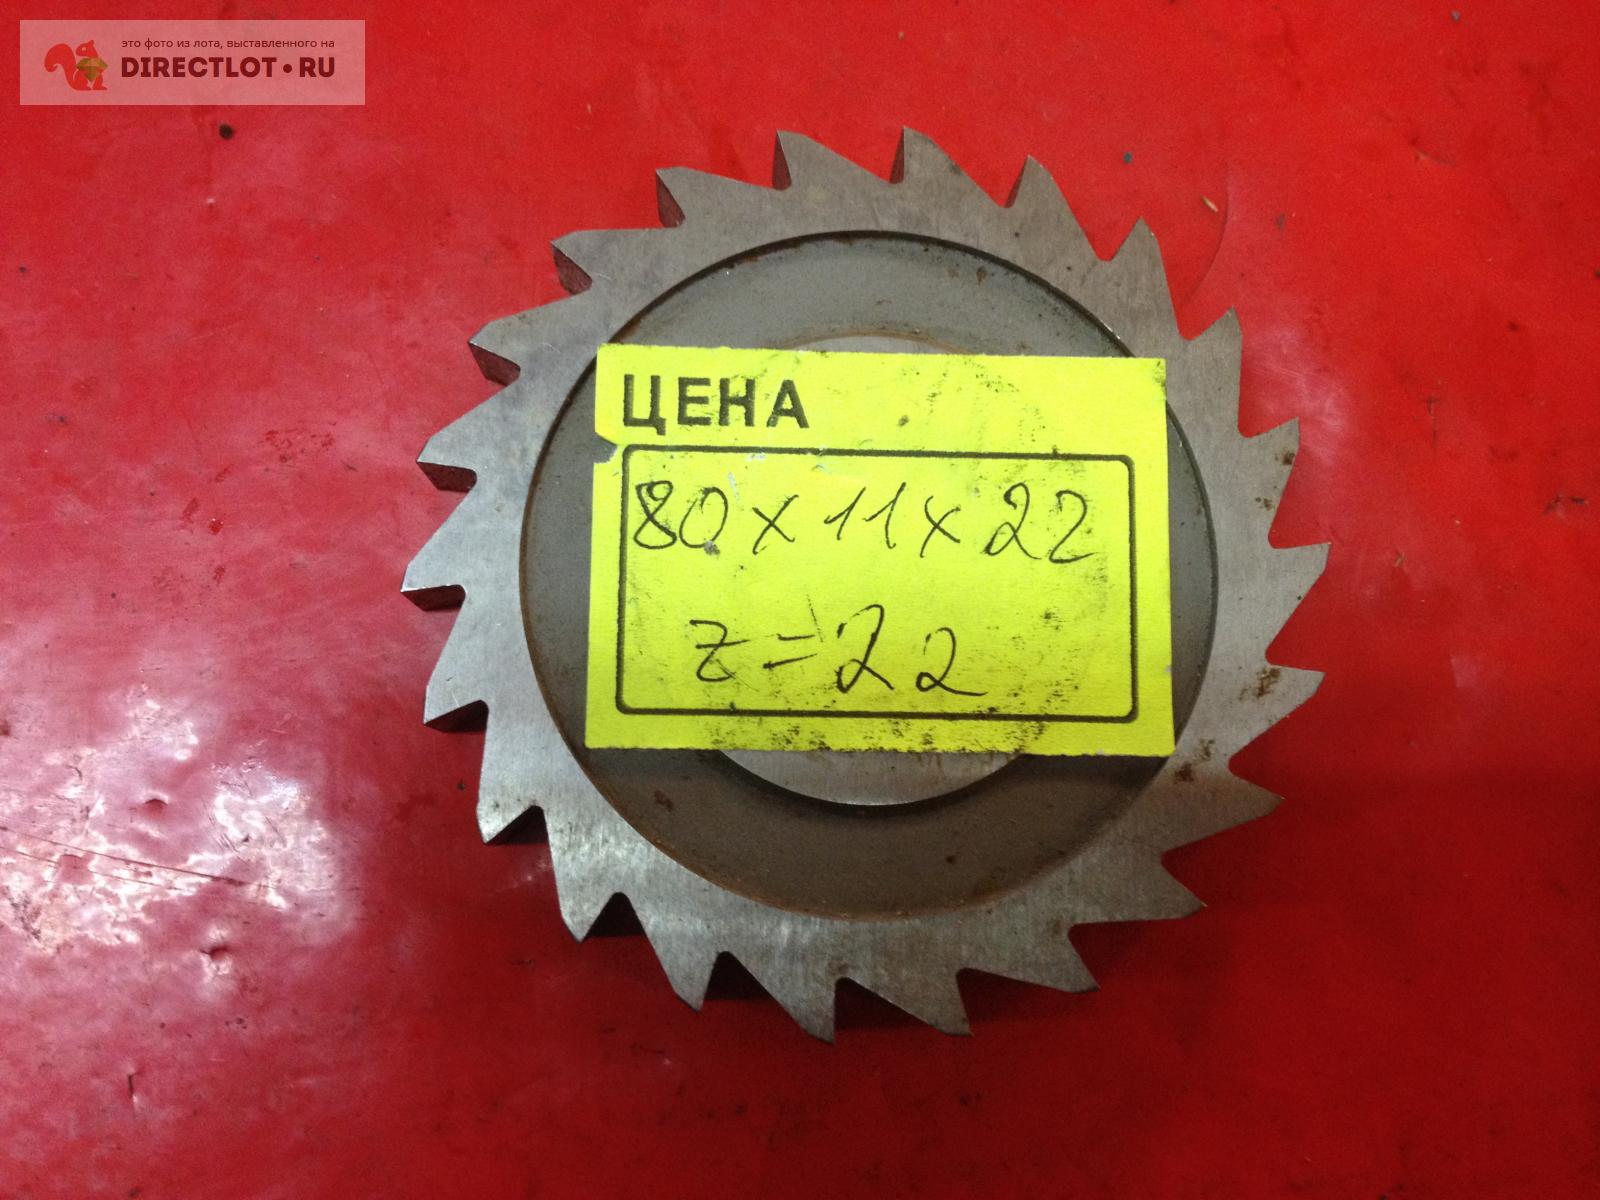 это фото из лота, выставленного на
DIRECTLOT•RU
ЦЕНА
80 x 11 x 22
z = 22